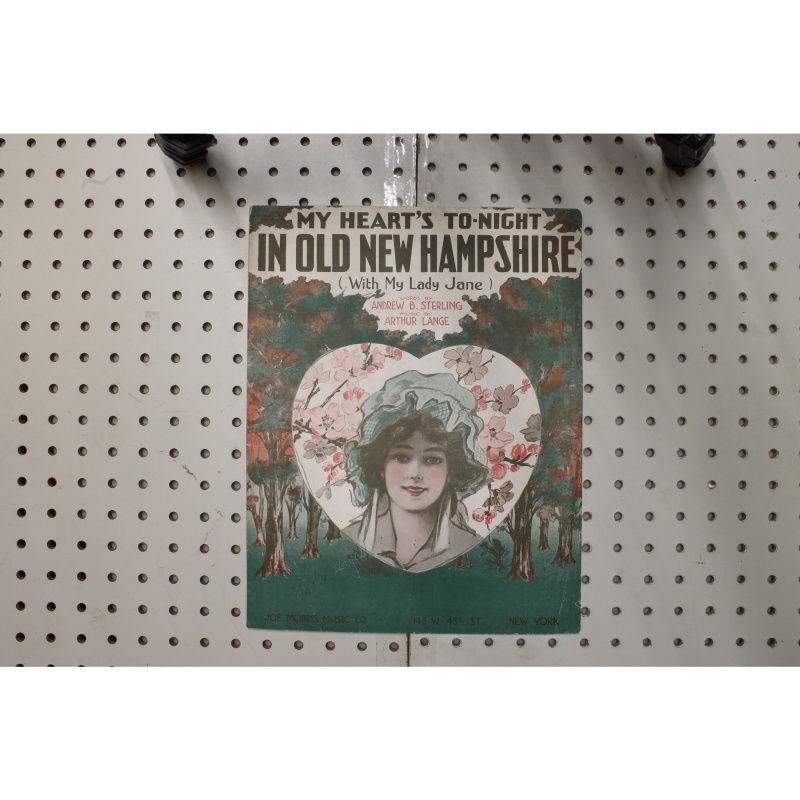 MY HEART'S TO-NIGHT
IN OLD NEW HAMPSHIRE
( With My Lady Jane )
WORDS BY
ANDREW B. STERLING
MUSIC BY
ARTHUR LANGE
JOE MORRIS MUSIC CO. 145 W. 45TH ST. NEW YORK